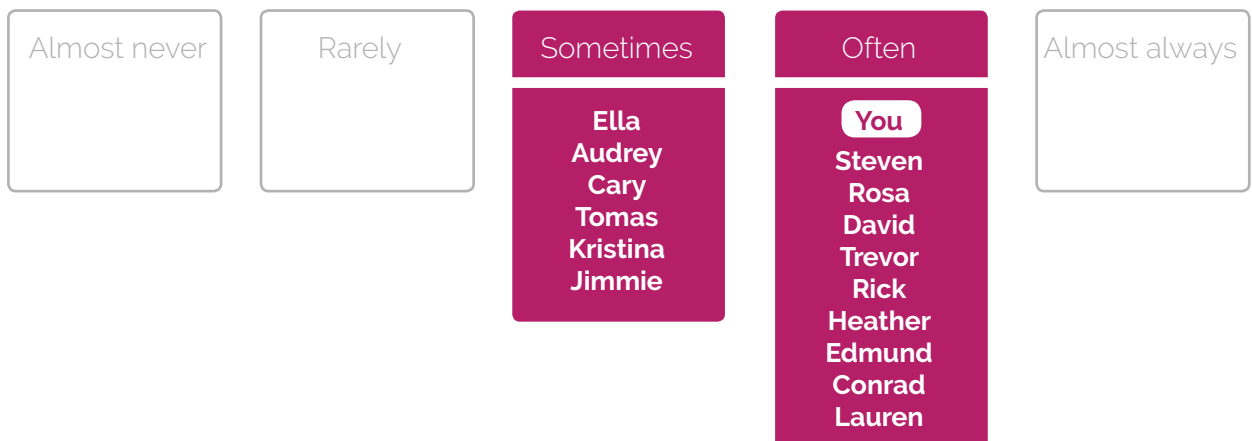 Almost never
Rarely
Sometimes
Often
Almost always
Ella
Audrey
Cary
Tomas
Kristina
Jimmie
You
Steven
Rosa
David
Trevor
Rick
Heather
Edmund
Conrad
Lauren